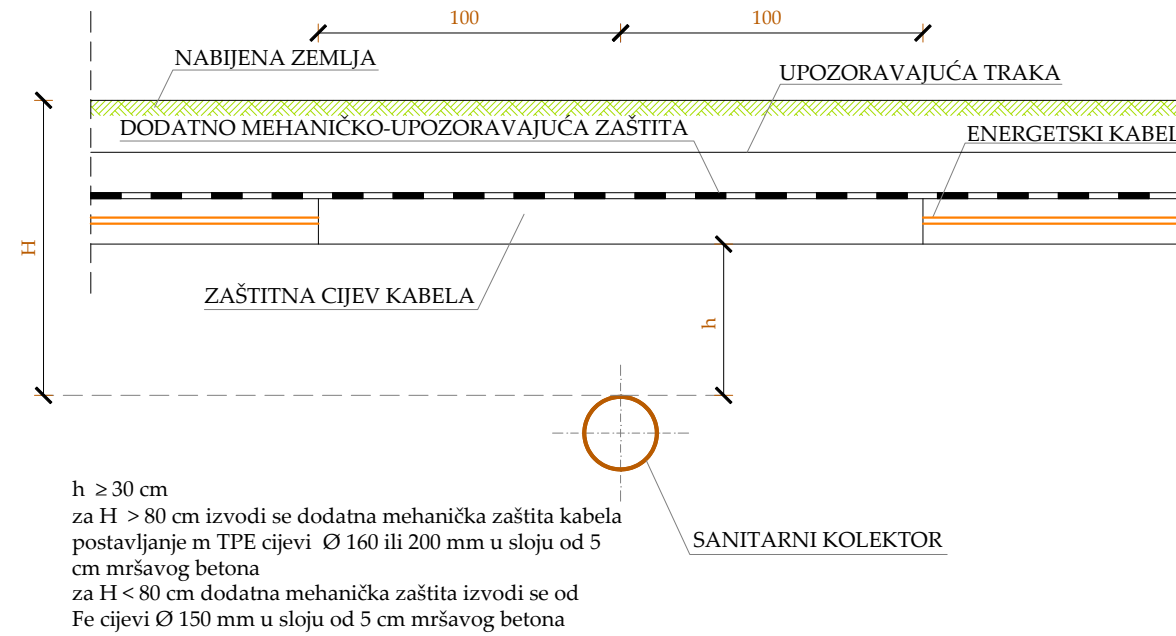 100
100
NABIJENA ZEMLJA
UPOZORAVAJUĆA TRAKA
DODATNO MEHANIČKO-UPOZORAVAJUĆA ZAŠTITA
ENERGETSKI KABEL
H
ZAŠTITNA CIJEV KABELA
h
h ≥ 30 cm
za H > 80 cm izvodi se dodatna mehanička zaštita kabela
postavljanje m TPE cijevi Ø 160 ili 200 mm u sloju od 5
cm mršavog betona
za H < 80 cm dodatna mehanička zaštita izvodi se od
Fe cijevi Ø 150 mm u sloju od 5 cm mršavog betona
SANITARNI KOLEKTOR